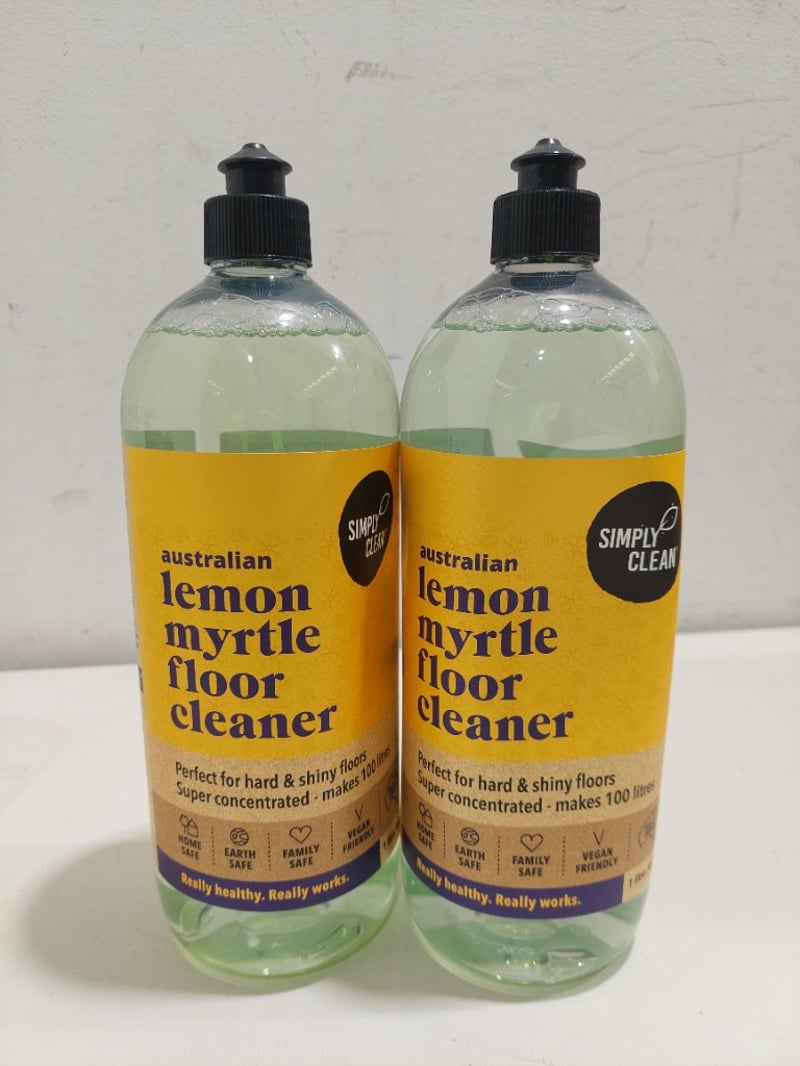 SIMPLY
CLEAN
australian
lemon
myrtle
floor
cleaner
Perfect for hard & shiny floors
Super concentrated - makes 100 litres
HOME
SAFE
EARTH
SAFE
FAMILY
SAFE
VEGAN
FRIENDLY
Really healthy. Really works.
SIMPLY
CLEAN
australian
lemon
myrtle
floor
cleaner
Perfect for hard & shiny floors
Super concentrated - makes 100 litres
HOME
SAFE
EARTH
SAFE
FAMILY
SAFE
VEGAN
FRIENDLY
1 litre
Really healthy. Really works.